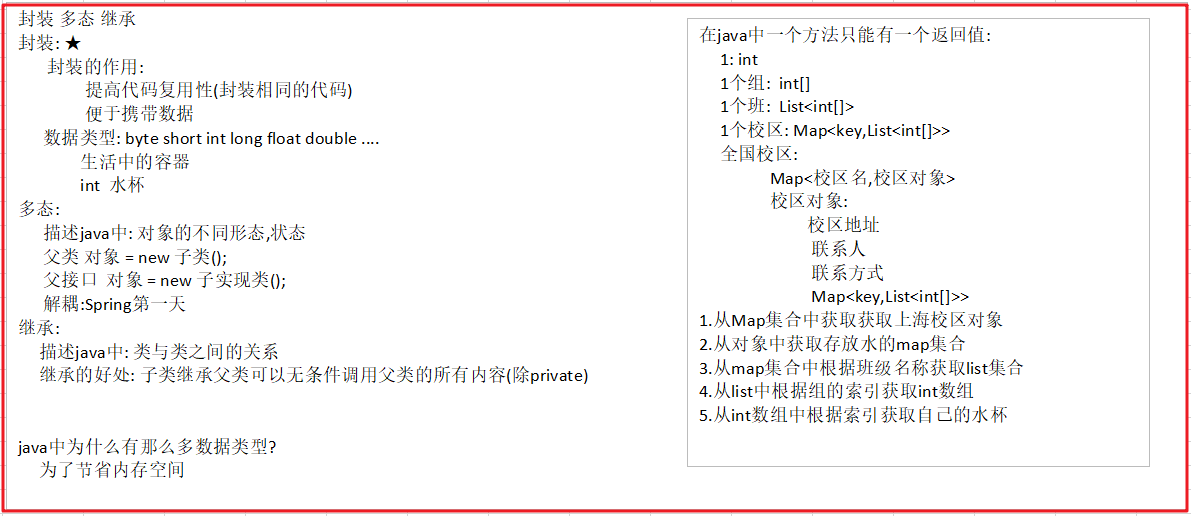 封装 多态 继承
封装: ★
封装的作用:
提高代码复用性(封装相同的代码)
便于携带数据
数据类型: byte short int long float double ....
生活中的容器
int 水杯
多态:
描述java中: 对象的不同形态,状态
父类 对象 = new 子类();
父接口 对象 = new 子实现类();
解耦:Spring第一天
继承:
描述java中: 类与类之间的关系
继承的好处: 子类继承父类可以无条件调用父类的所有内容(除private)
java中为什么有那么多数据类型?
为了节省内存空间
在java中一个方法只能有一个返回值:
1: int
1个组: int[]
1个班: List<int[]>
1个校区: Map<key,List<int[]>>
全国校区:
Map<校区名,校区对象>
校区对象:
校区地址
联系人
联系方式
Map<key,List<int[]>>
1.从Map集合中获取获取上海校区对象
2.从对象中获取存放水的map集合
3.从map集合中根据班级名称获取list集合
4.从list中根据组的索引获取int数组
5.从int数组中根据索引获取自己的水杯